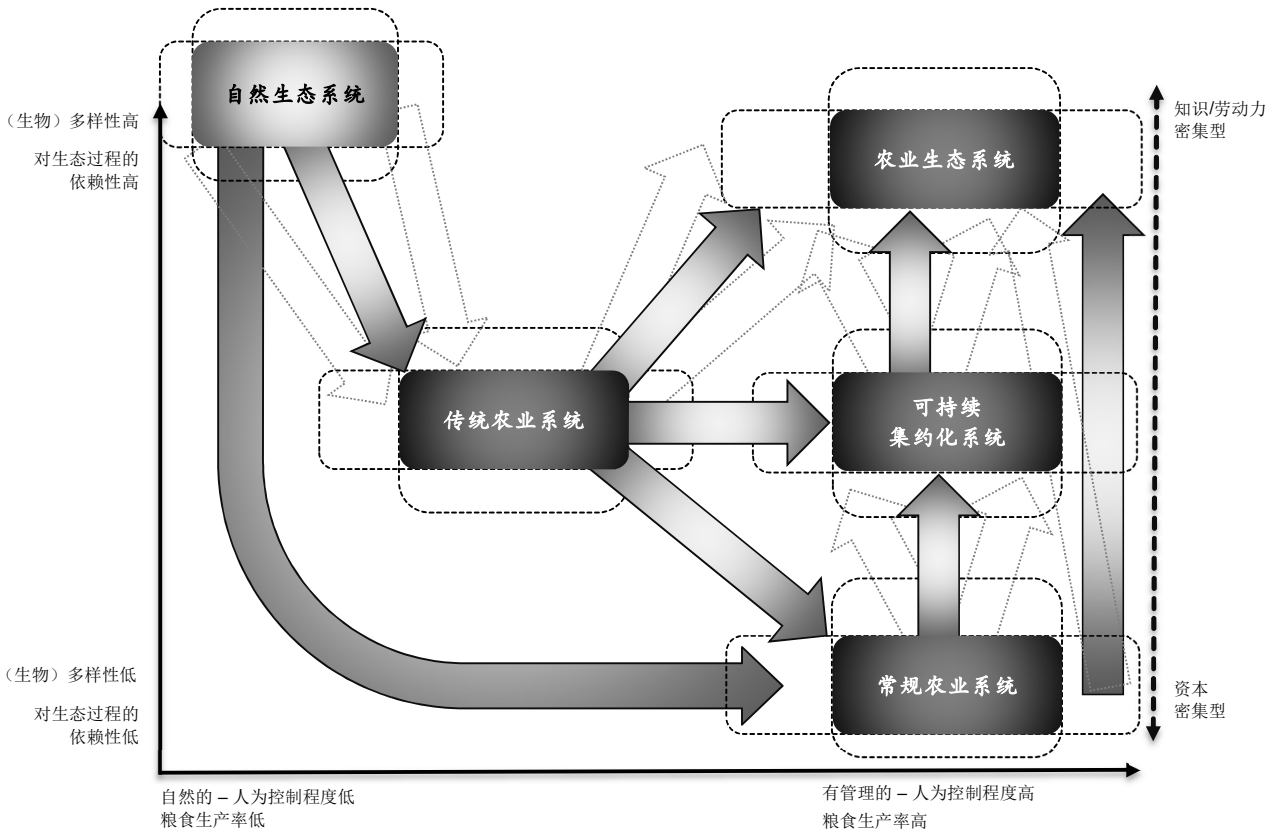 自然生态系统
（生物）多样性高
对生态过程的
依赖性高
农业生态系统
知识/劳动力
密集型
传统农业系统
可持续
集约化系统
（生物）多样性低
对生态过程的
依赖性低
常规农业系统
资本
密集型
自然的 – 人为控制程度低
粮食生产率低
有管理的 – 人为控制程度高
粮食生产率高